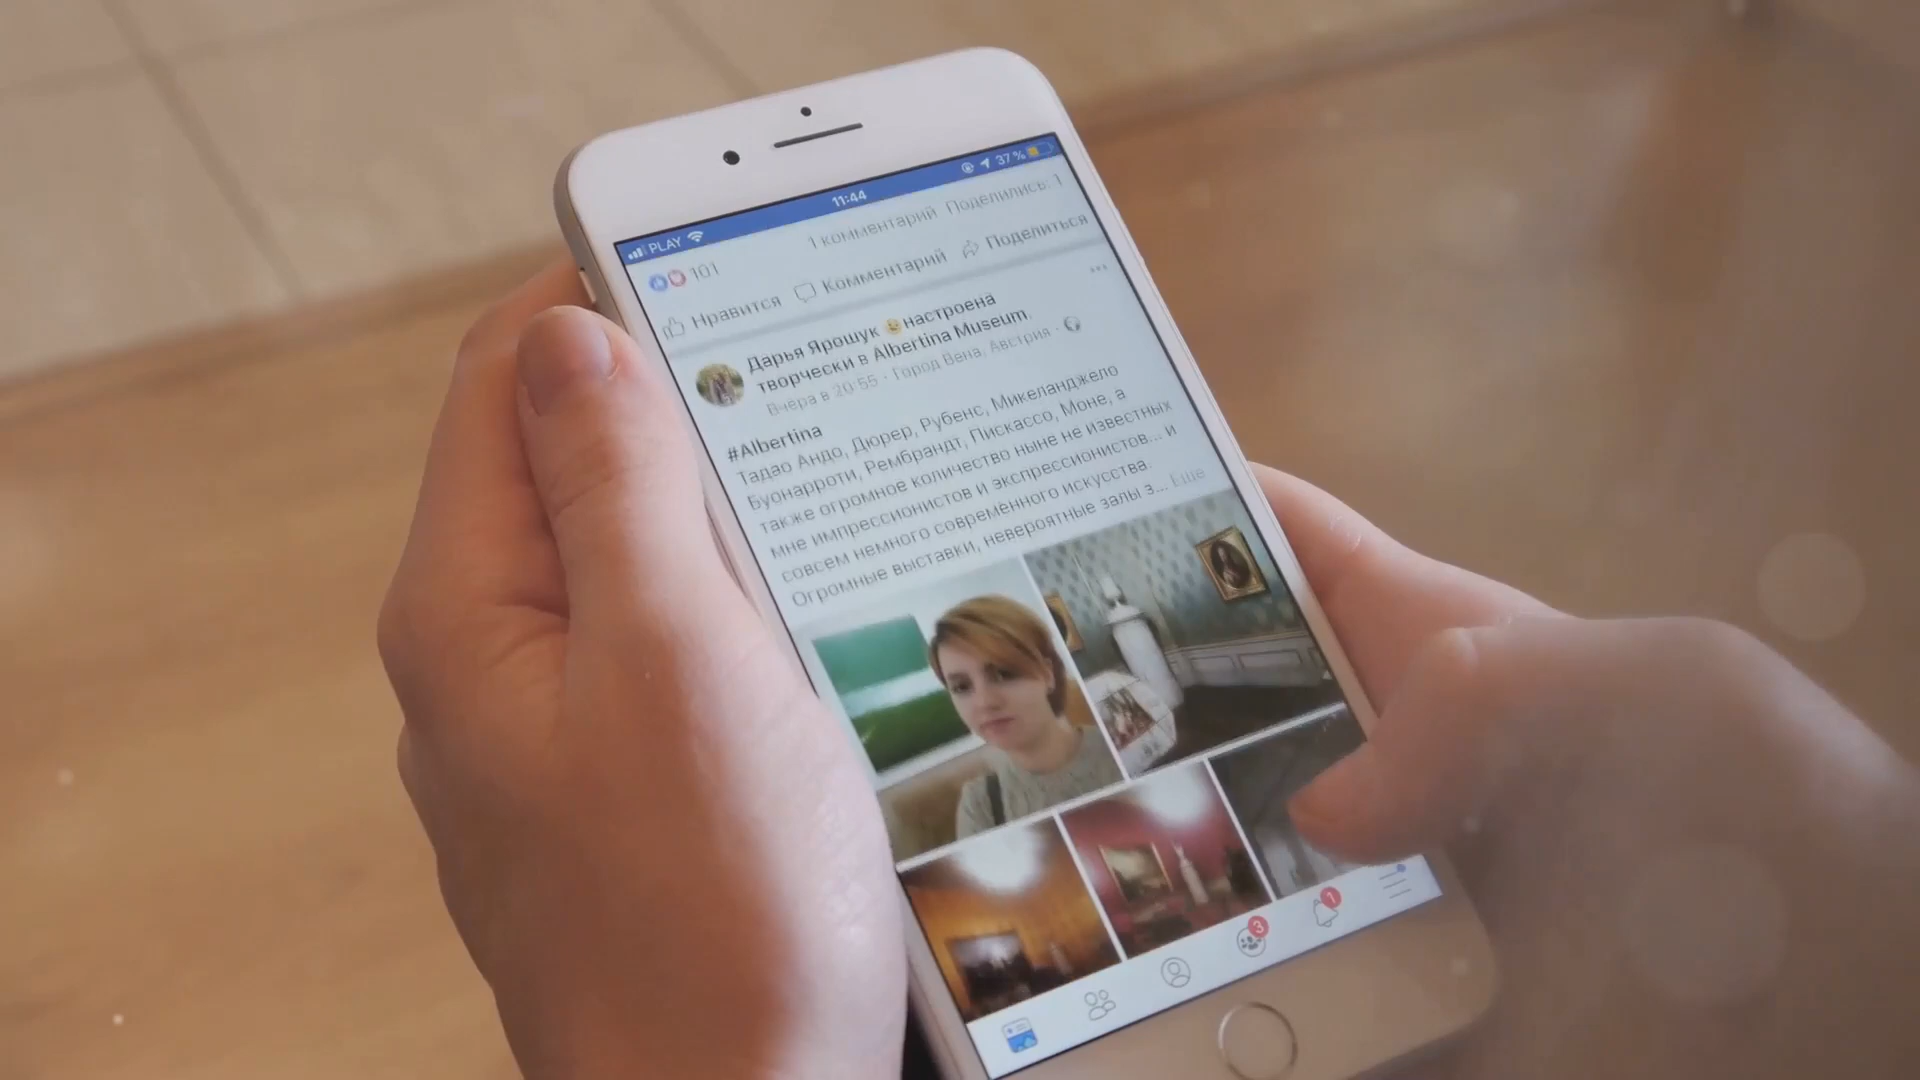 PLAY 11:44 37 %
101 1 комментарий Поделились: 1
Нравится Комментарий Поделиться
Дарья Ярошук 😉 настроена
творчески в Albertina Museum.
Вчера в 20:55 · Город Вена, Австрия ·
#Albertina
Тадао Андо, Дюрер, Рубенс, Микеланджело
Буонарроти, Рембрандт, Пискассо, Моне, а
также огромное количество ныне не известных
мне импрессионистов и экспрессионистов... и
совсем немного современного искусства.
Огромные выставки, невероятные залы з... Ещё
3
1